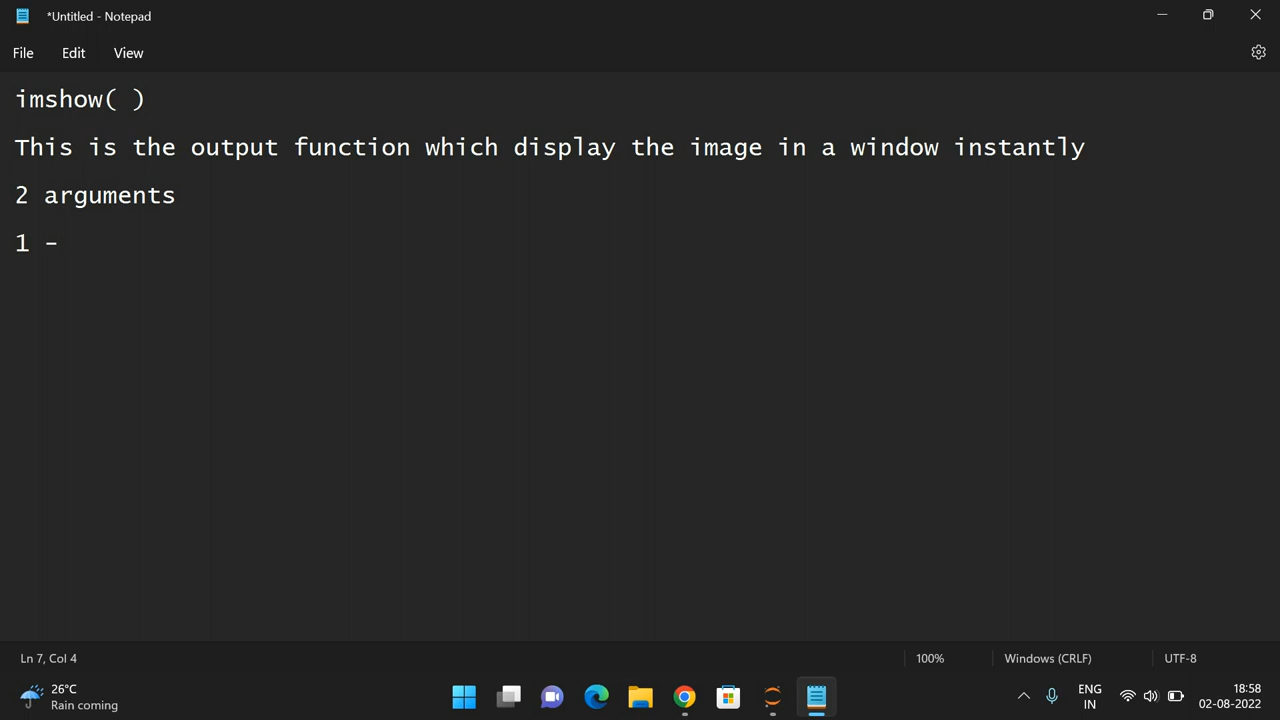 *Untitled - Notepad
File Edit View
imshow( )
This is the output function which display the image in a window instantly
2 arguments
1 -
Ln 7, Col 4 100% Windows (CRLF) UTF-8
26°C
Rain coming
ENG
IN
18:58
02-08-2022